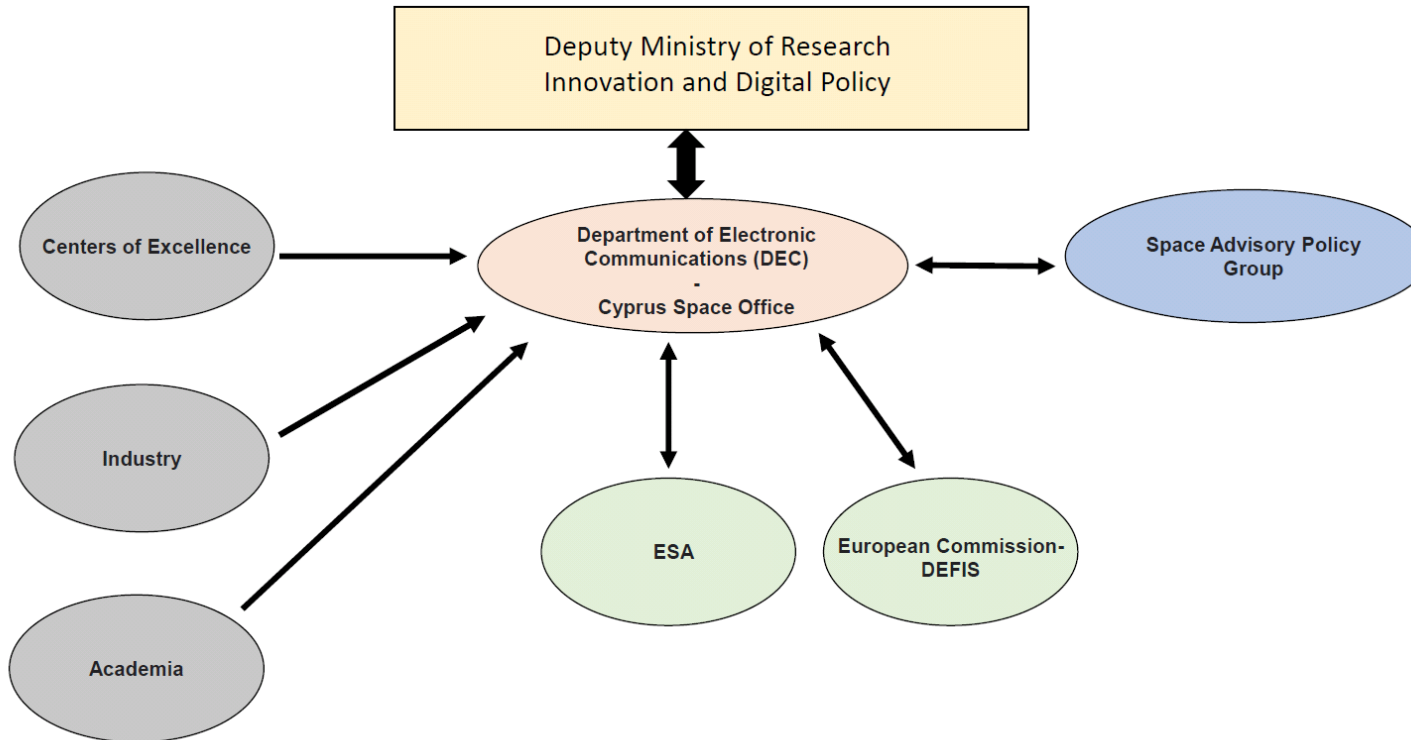 Deputy Ministry of Research
Innovation and Digital Policy
Centers of Excellence
Department of Electronic
Communications (DEC)
-
Cyprus Space Office
Space Advisory Policy
Group
Industry
ESA
European Commission-
DEFIS
Academia